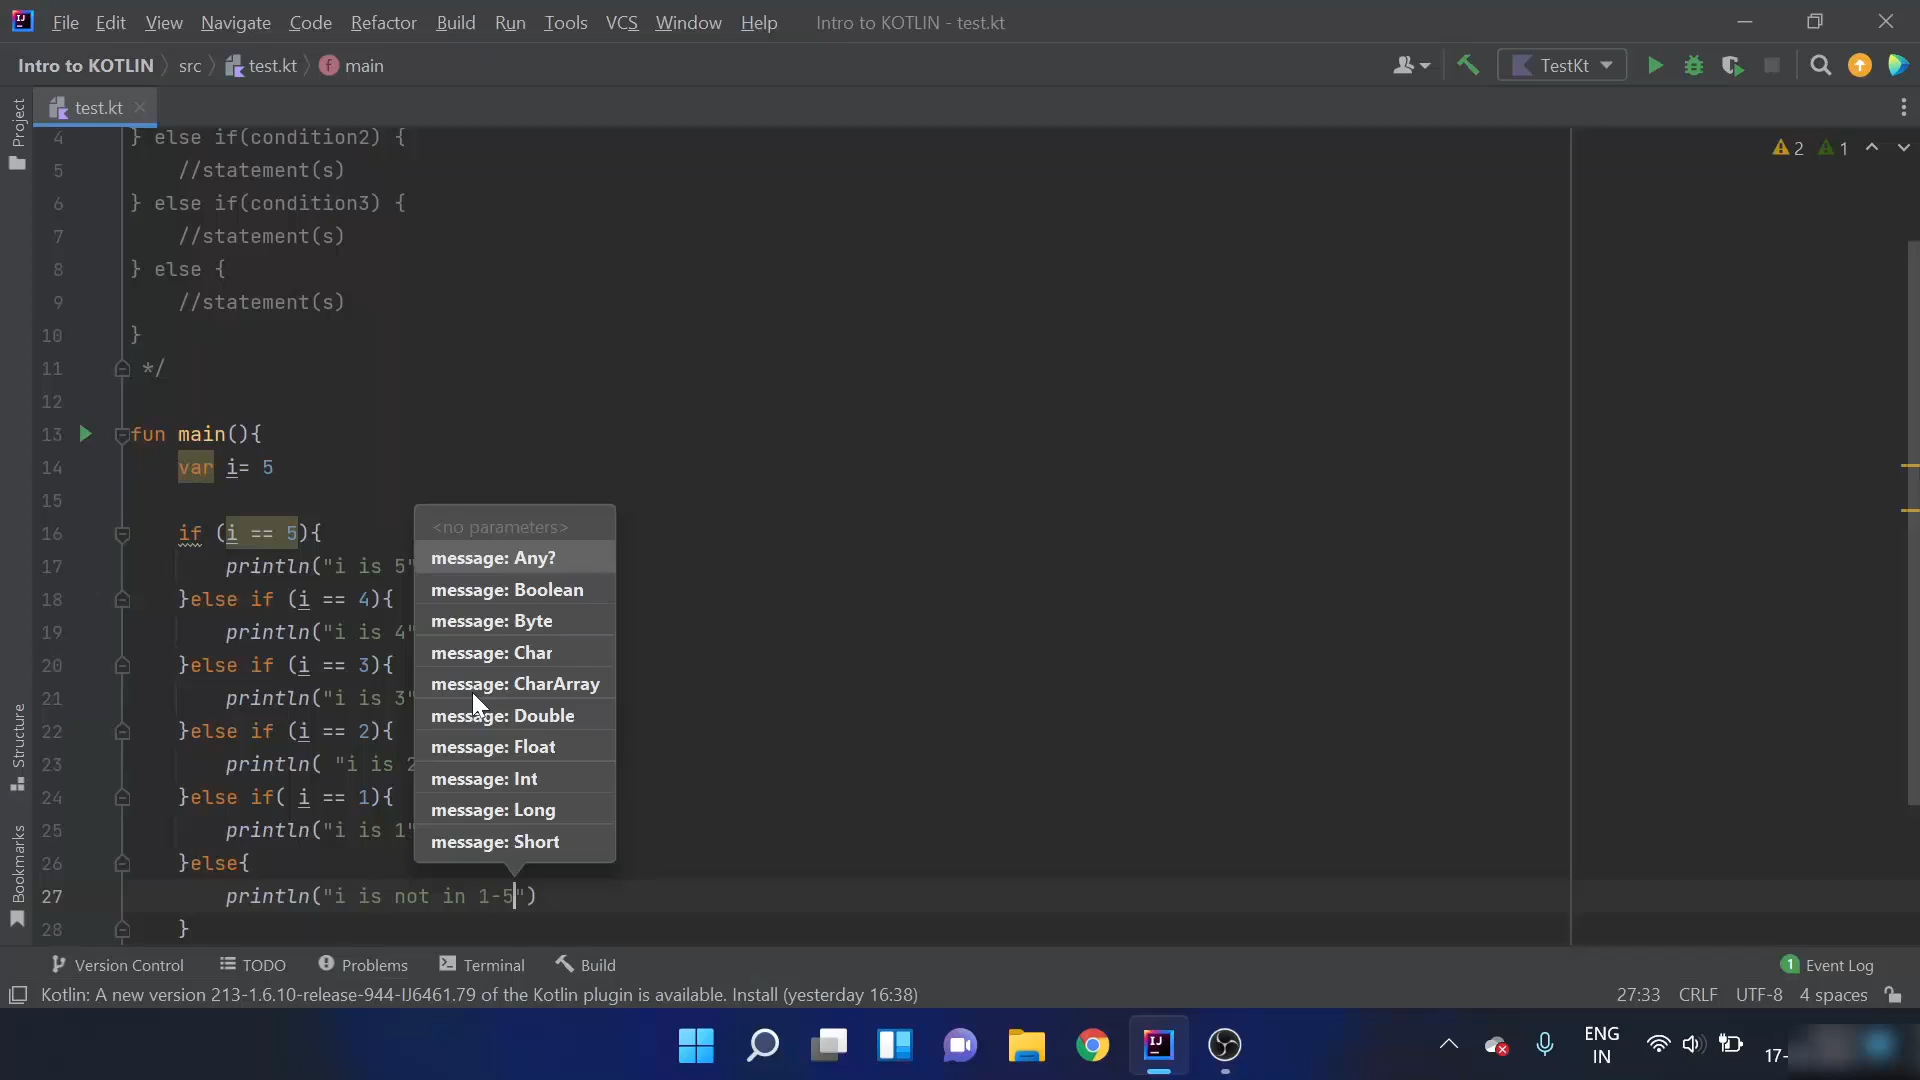 File Edit View Navigate Code Refactor Build Run Tools VCS Window Help Intro to KOTLIN - test.kt
Intro to KOTLIN src test.kt main TestKt
Project
test.kt
4 } else if(condition2) {
2 1
5 //statement(s)
6 } else if(condition3) {
7 //statement(s)
8 } else {
9 //statement(s)
10 }
11 */
12
13 fun main(){
14 var i= 5
15
16 if (i == 5){
17 println("i is 5"
18 }else if (i == 4){
19 println("i is 4"
20 }else if (i == 3){
21 println("i is 3"
22 }else if (i == 2){
23 println( "i is 2
24 }else if( i == 1){
25 println("i is 1"
26 }else{
27 println("i is not in 1-5")
28 }
<no parameters>
message: Any?
message: Boolean
message: Byte
message: Char
message: CharArray
message: Double
message: Float
message: Int
message: Long
message: Short
Structure
Bookmarks
Version Control TODO Problems Terminal Build 1 Event Log
Kotlin: A new version 213-1.6.10-release-944-IJ6461.79 of the Kotlin plugin is available. Install (yesterday 16:38) 27:33 CRLF UTF-8 4 spaces
ENG
IN
17-